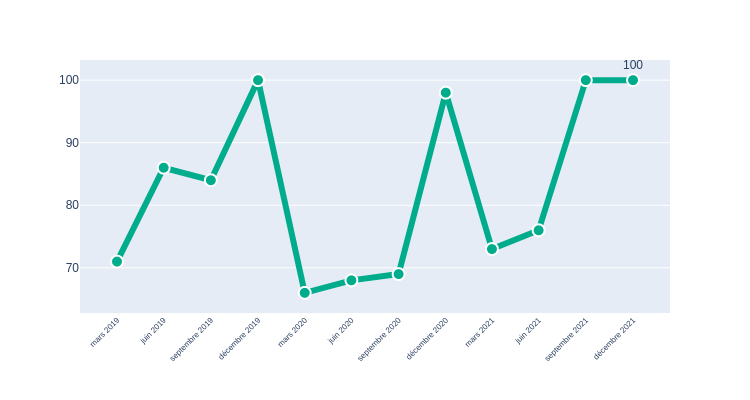 100
100
90
80
70
mars 2019
juin 2019
septembre 2019
décembre 2019
mars 2020
juin 2020
septembre 2020
décembre 2020
mars 2021
juin 2021
septembre 2021
décembre 2021